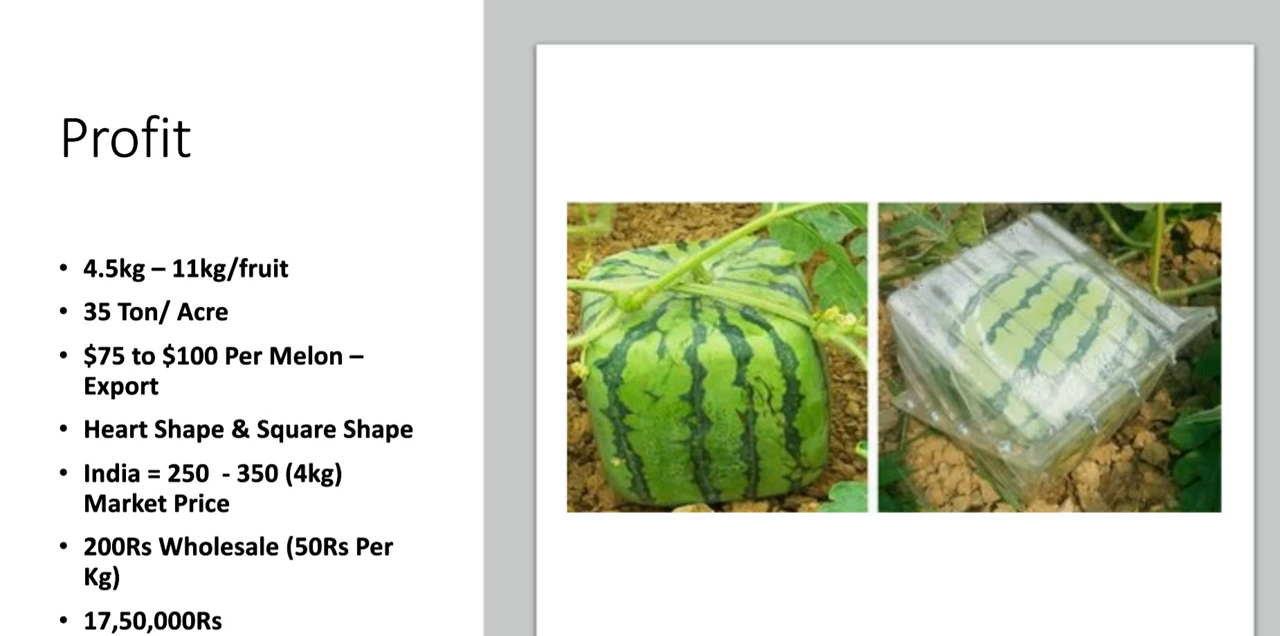 Profit
• 4.5kg – 11kg/fruit
• 35 Ton/ Acre
• $75 to $100 Per Melon –
Export
• Heart Shape & Square Shape
• India = 250  - 350 (4kg)
Market Price
• 200Rs Wholesale (50Rs Per
Kg)
• 17,50,000Rs